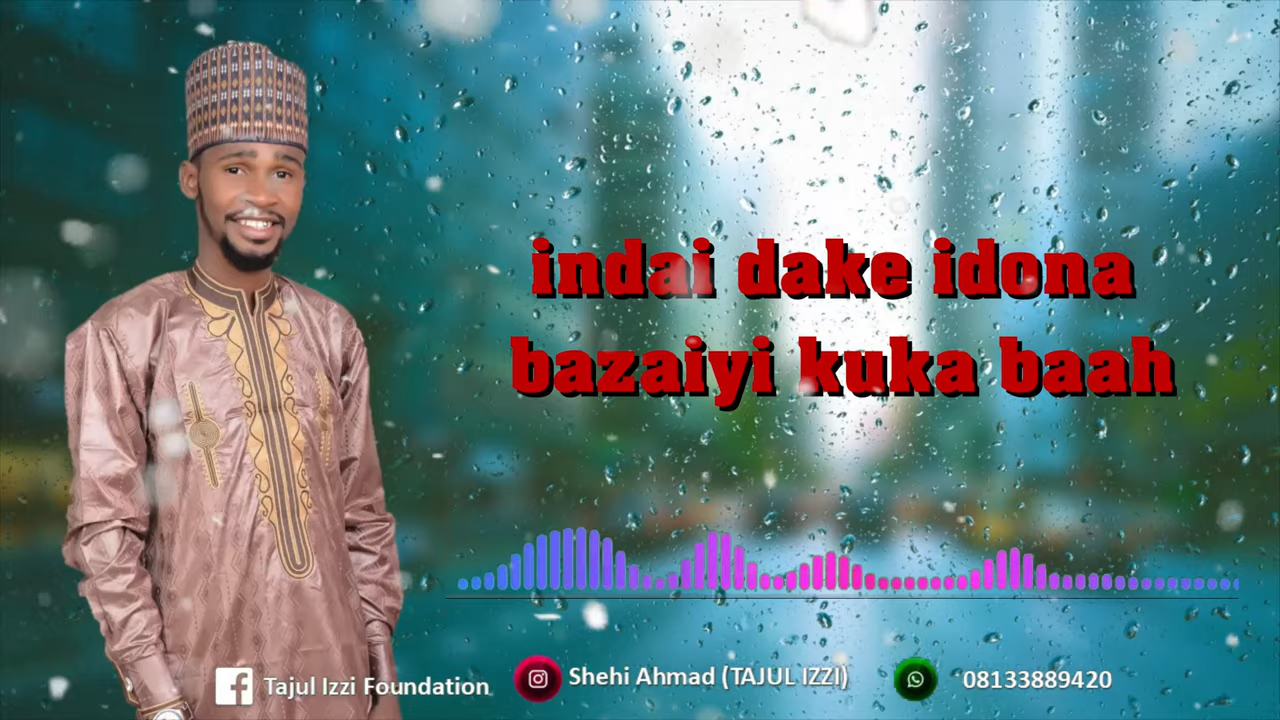 indai dake idona
bazaiyi kuka baah
Tajul Izzi Foundation
Shehi Ahmad (TAJUL IZZI)
08133889420